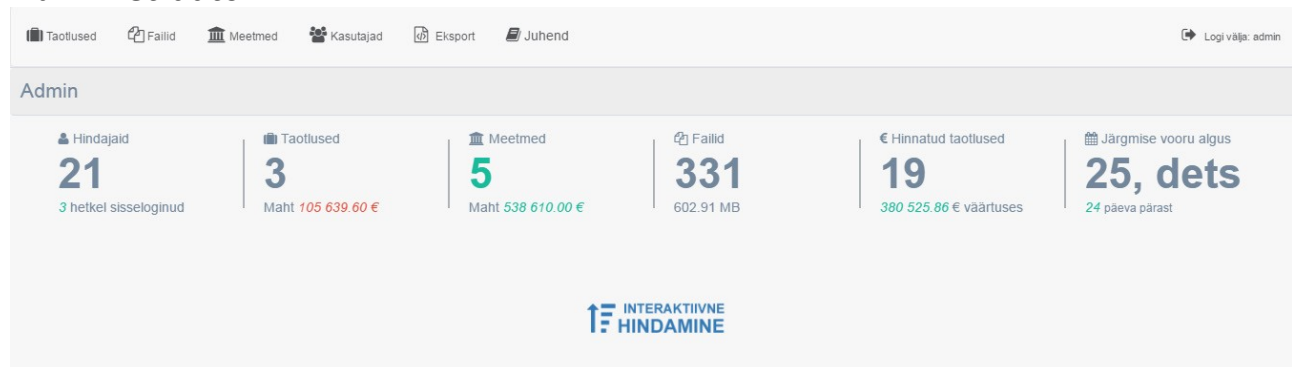 Taotlused Failid Meetmed Kasutajad Eksport Juhend Logi välja: admin
Admin
Hindajaid
21
3 hetkel sisseloginud
Taotlused
3
Maht 105 639.60 €
Meetmed
5
Maht 538 610.00 €
Failid
331
602.91 MB
€ Hinnatud taotlused
19
380 525.86 € väärtuses
Järgmise vooru algus
25, dets
24 päeva pärast
INTERAKTIIVNE
HINDAMINE